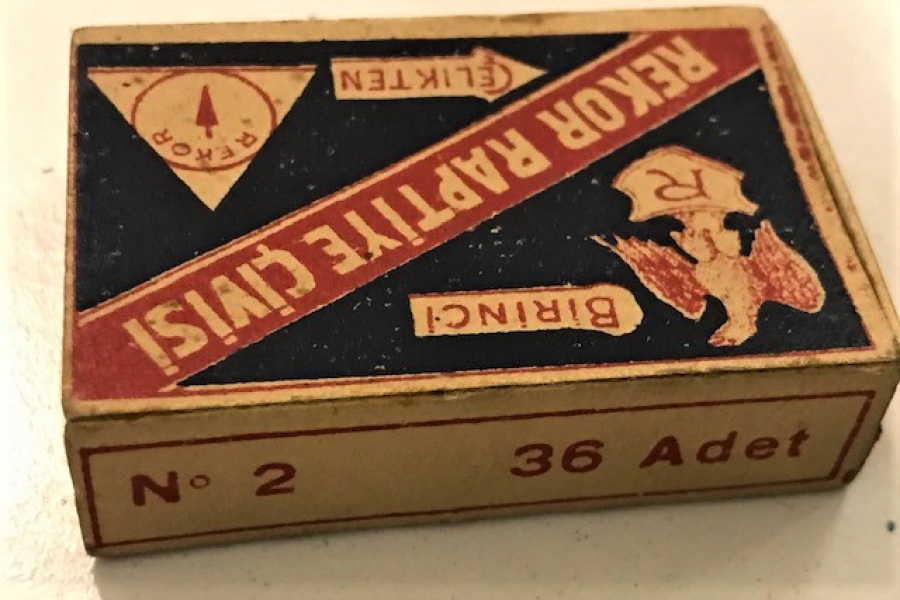 REKOR RAPTİYE ÇİVİSİ
BİRİNCİ
ÇELİKTEN
REKOR
R
No 2
36 Adet